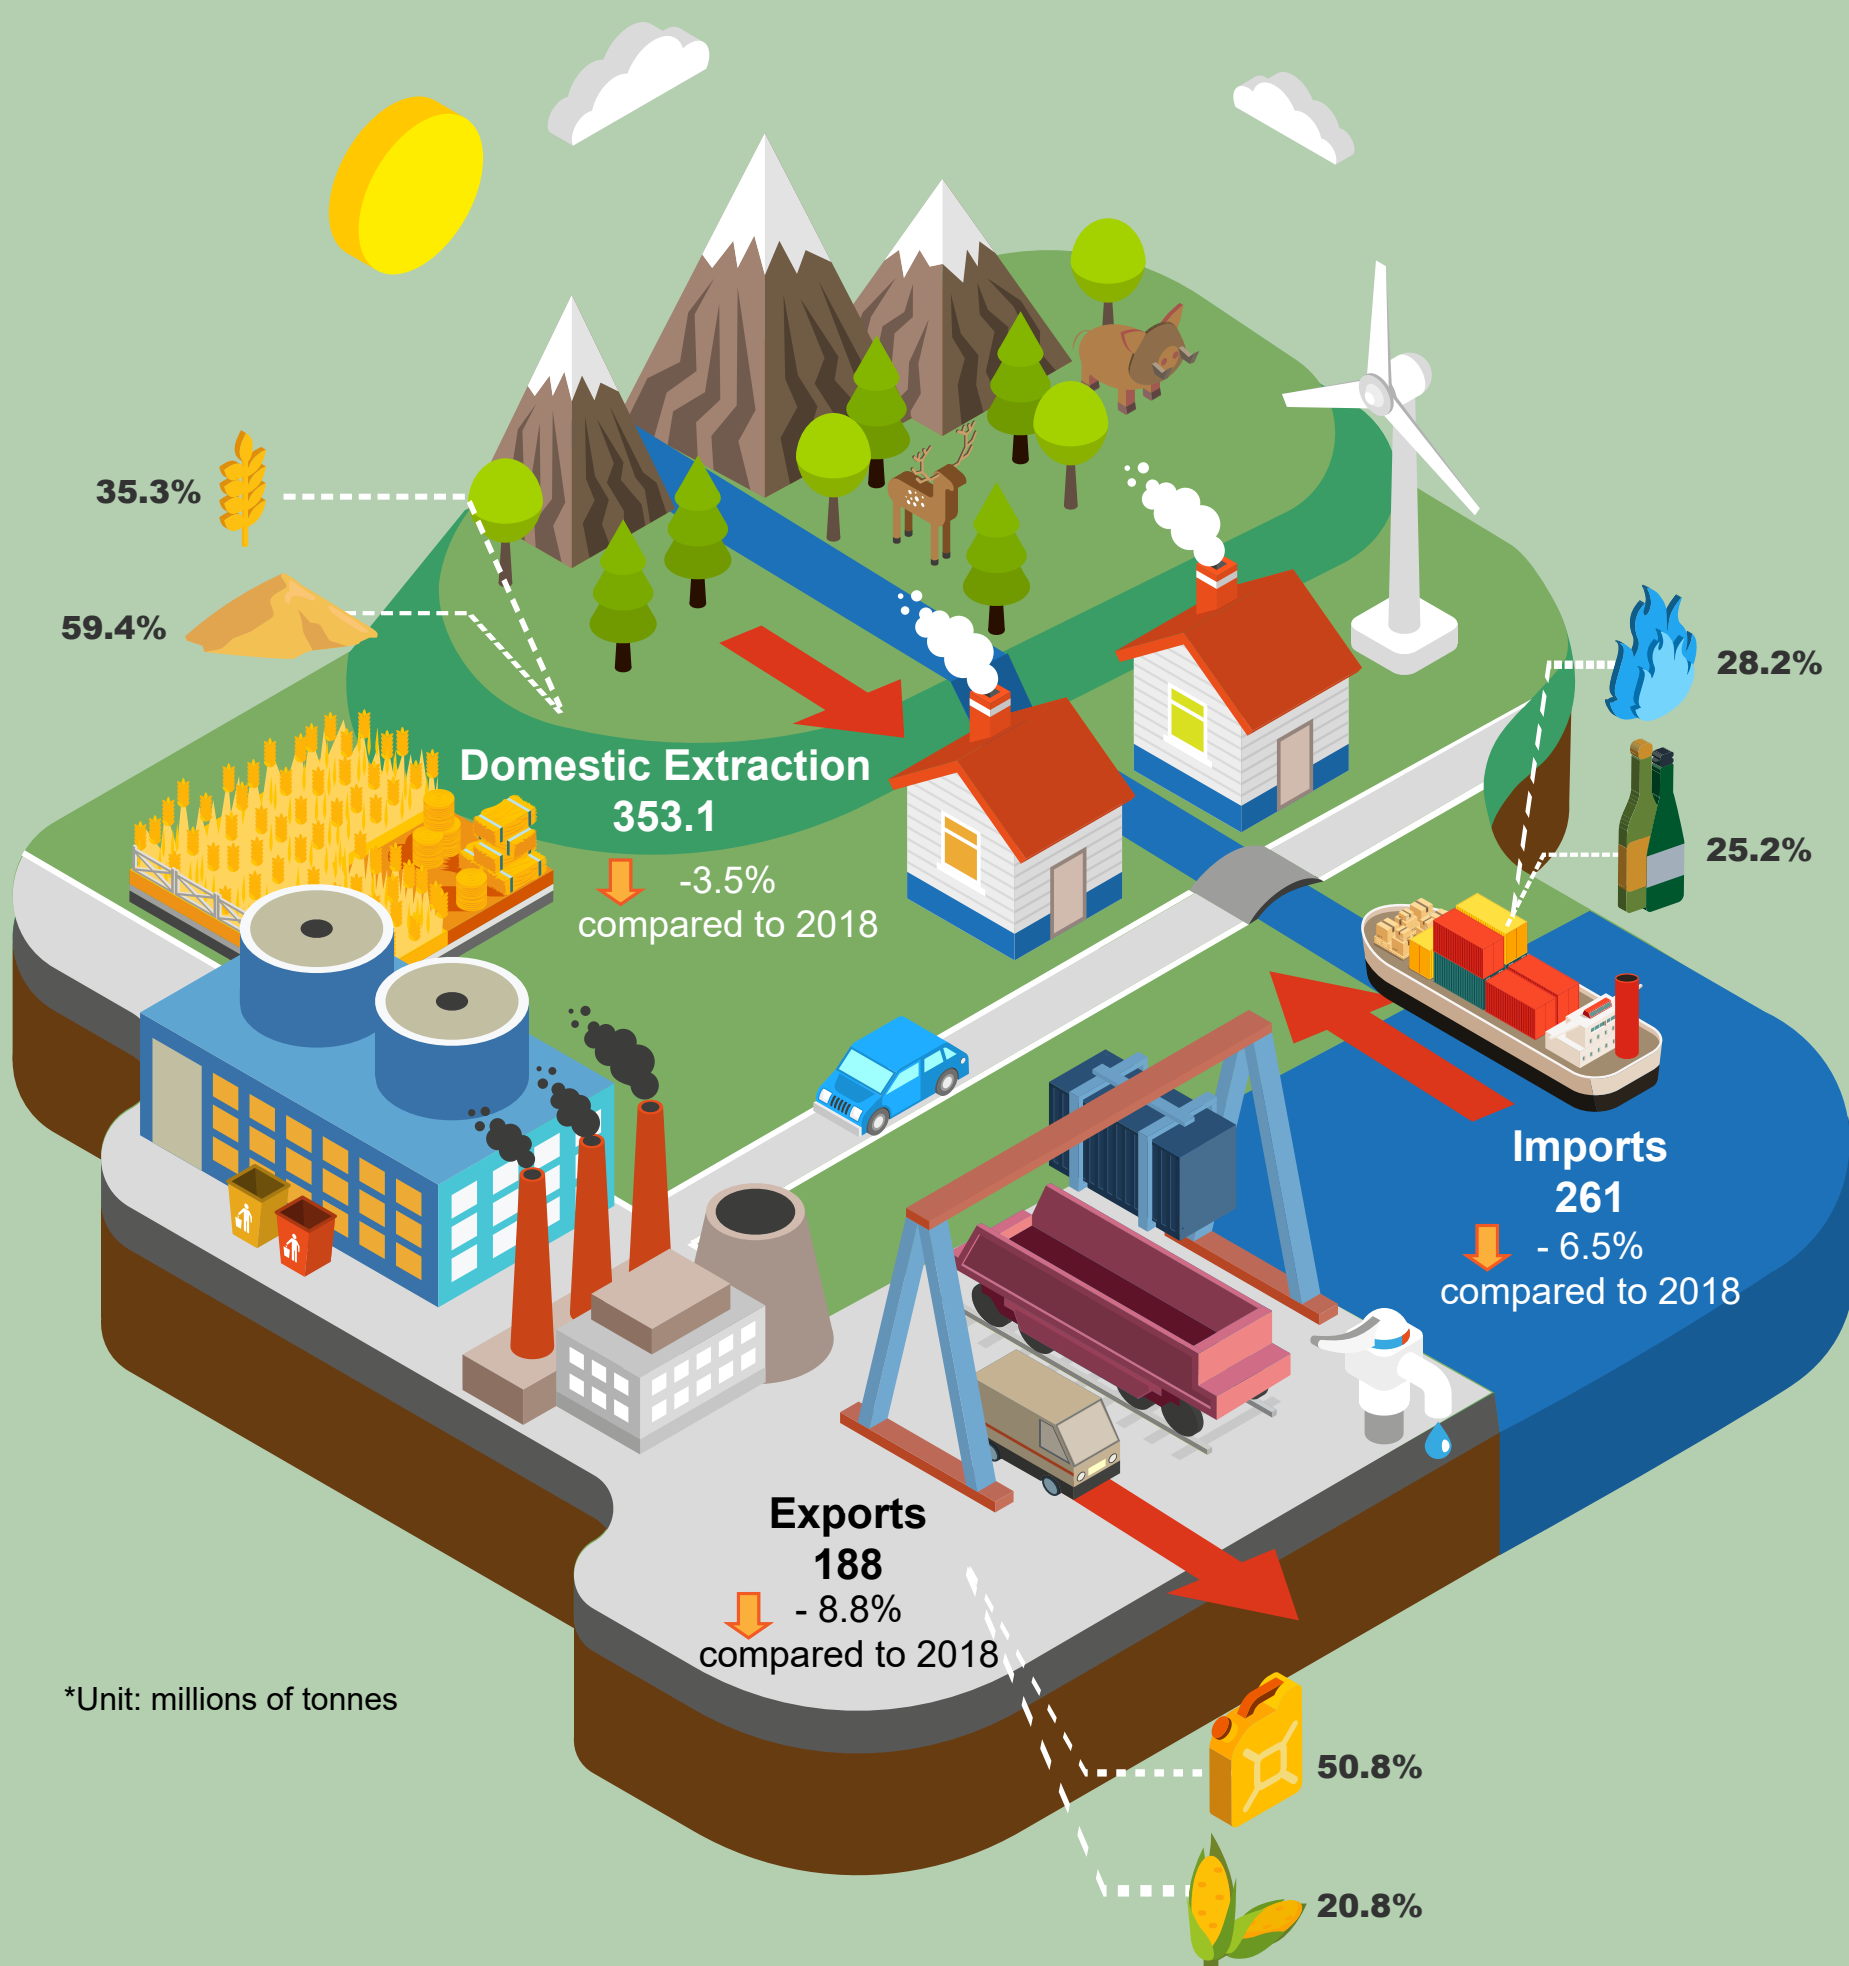 35.3%
59.4%
28.2%
25.2%
Domestic Extraction
353.1
-3.5%
compared to 2018
Imports
261
- 6.5%
compared to 2018
Exports
188
- 8.8%
compared to 2018
*Unit: millions of tonnes
50.8%
20.8%